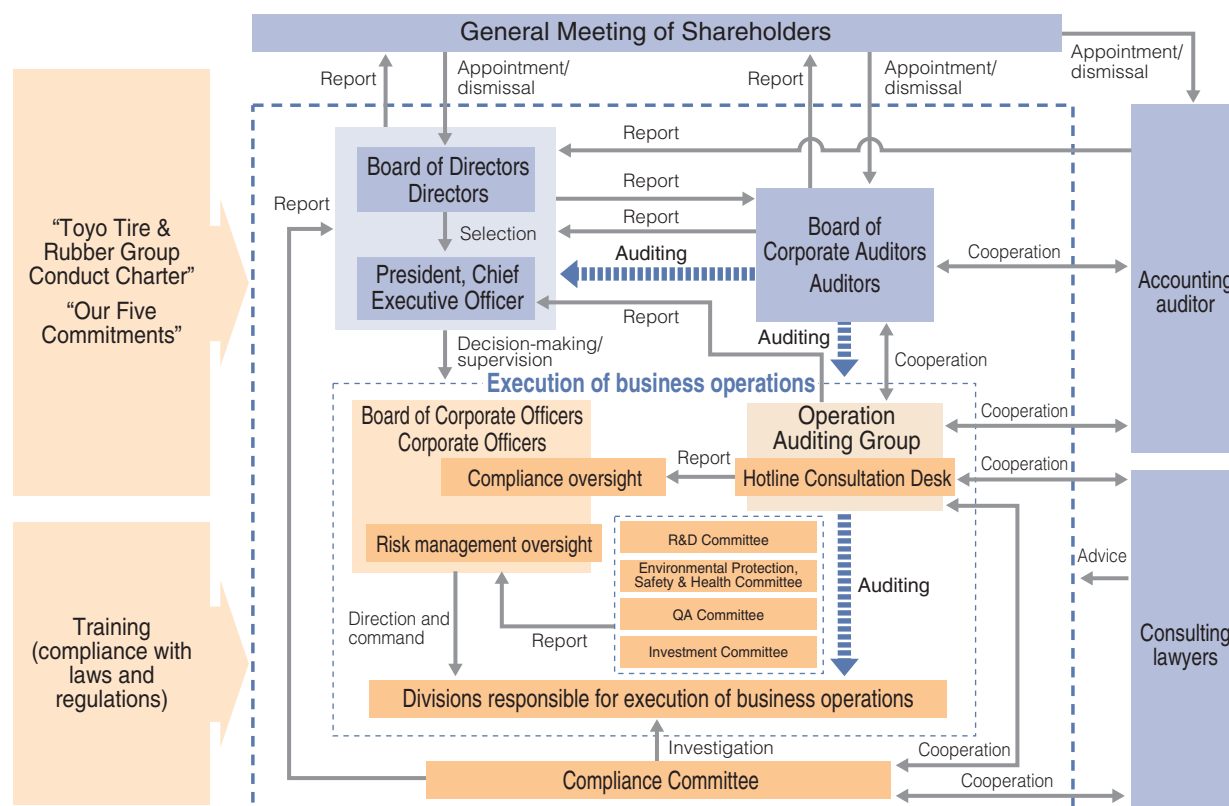 General Meeting of Shareholders
Report
Appointment/
dismissal
Report
Appointment/
dismissal
Appointment/
dismissal
“Toyo Tire &
Rubber Group
Conduct Charter”
“Our Five
Commitments”
Training
(compliance with
laws and
regulations)
Report
Board of Directors
Directors
Selection
President, Chief
Executive Officer
Report
Report
Report
Auditing
Report
Board of
Corporate Auditors
Auditors
Cooperation
Accounting
auditor
Decision-making/
supervision
Auditing
Cooperation
Execution of business operations
Board of Corporate Officers
Corporate Officers
Compliance oversight
Risk management oversight
Report
Operation
Auditing Group
Hotline Consultation Desk
Cooperation
Cooperation
R&D Committee
Environmental Protection,
Safety & Health Committee
QA Committee
Investment Committee
Auditing
Advice
Consulting
lawyers
Direction and
command
Report
Divisions responsible for execution of business operations
Investigation
Cooperation
Compliance Committee
Cooperation